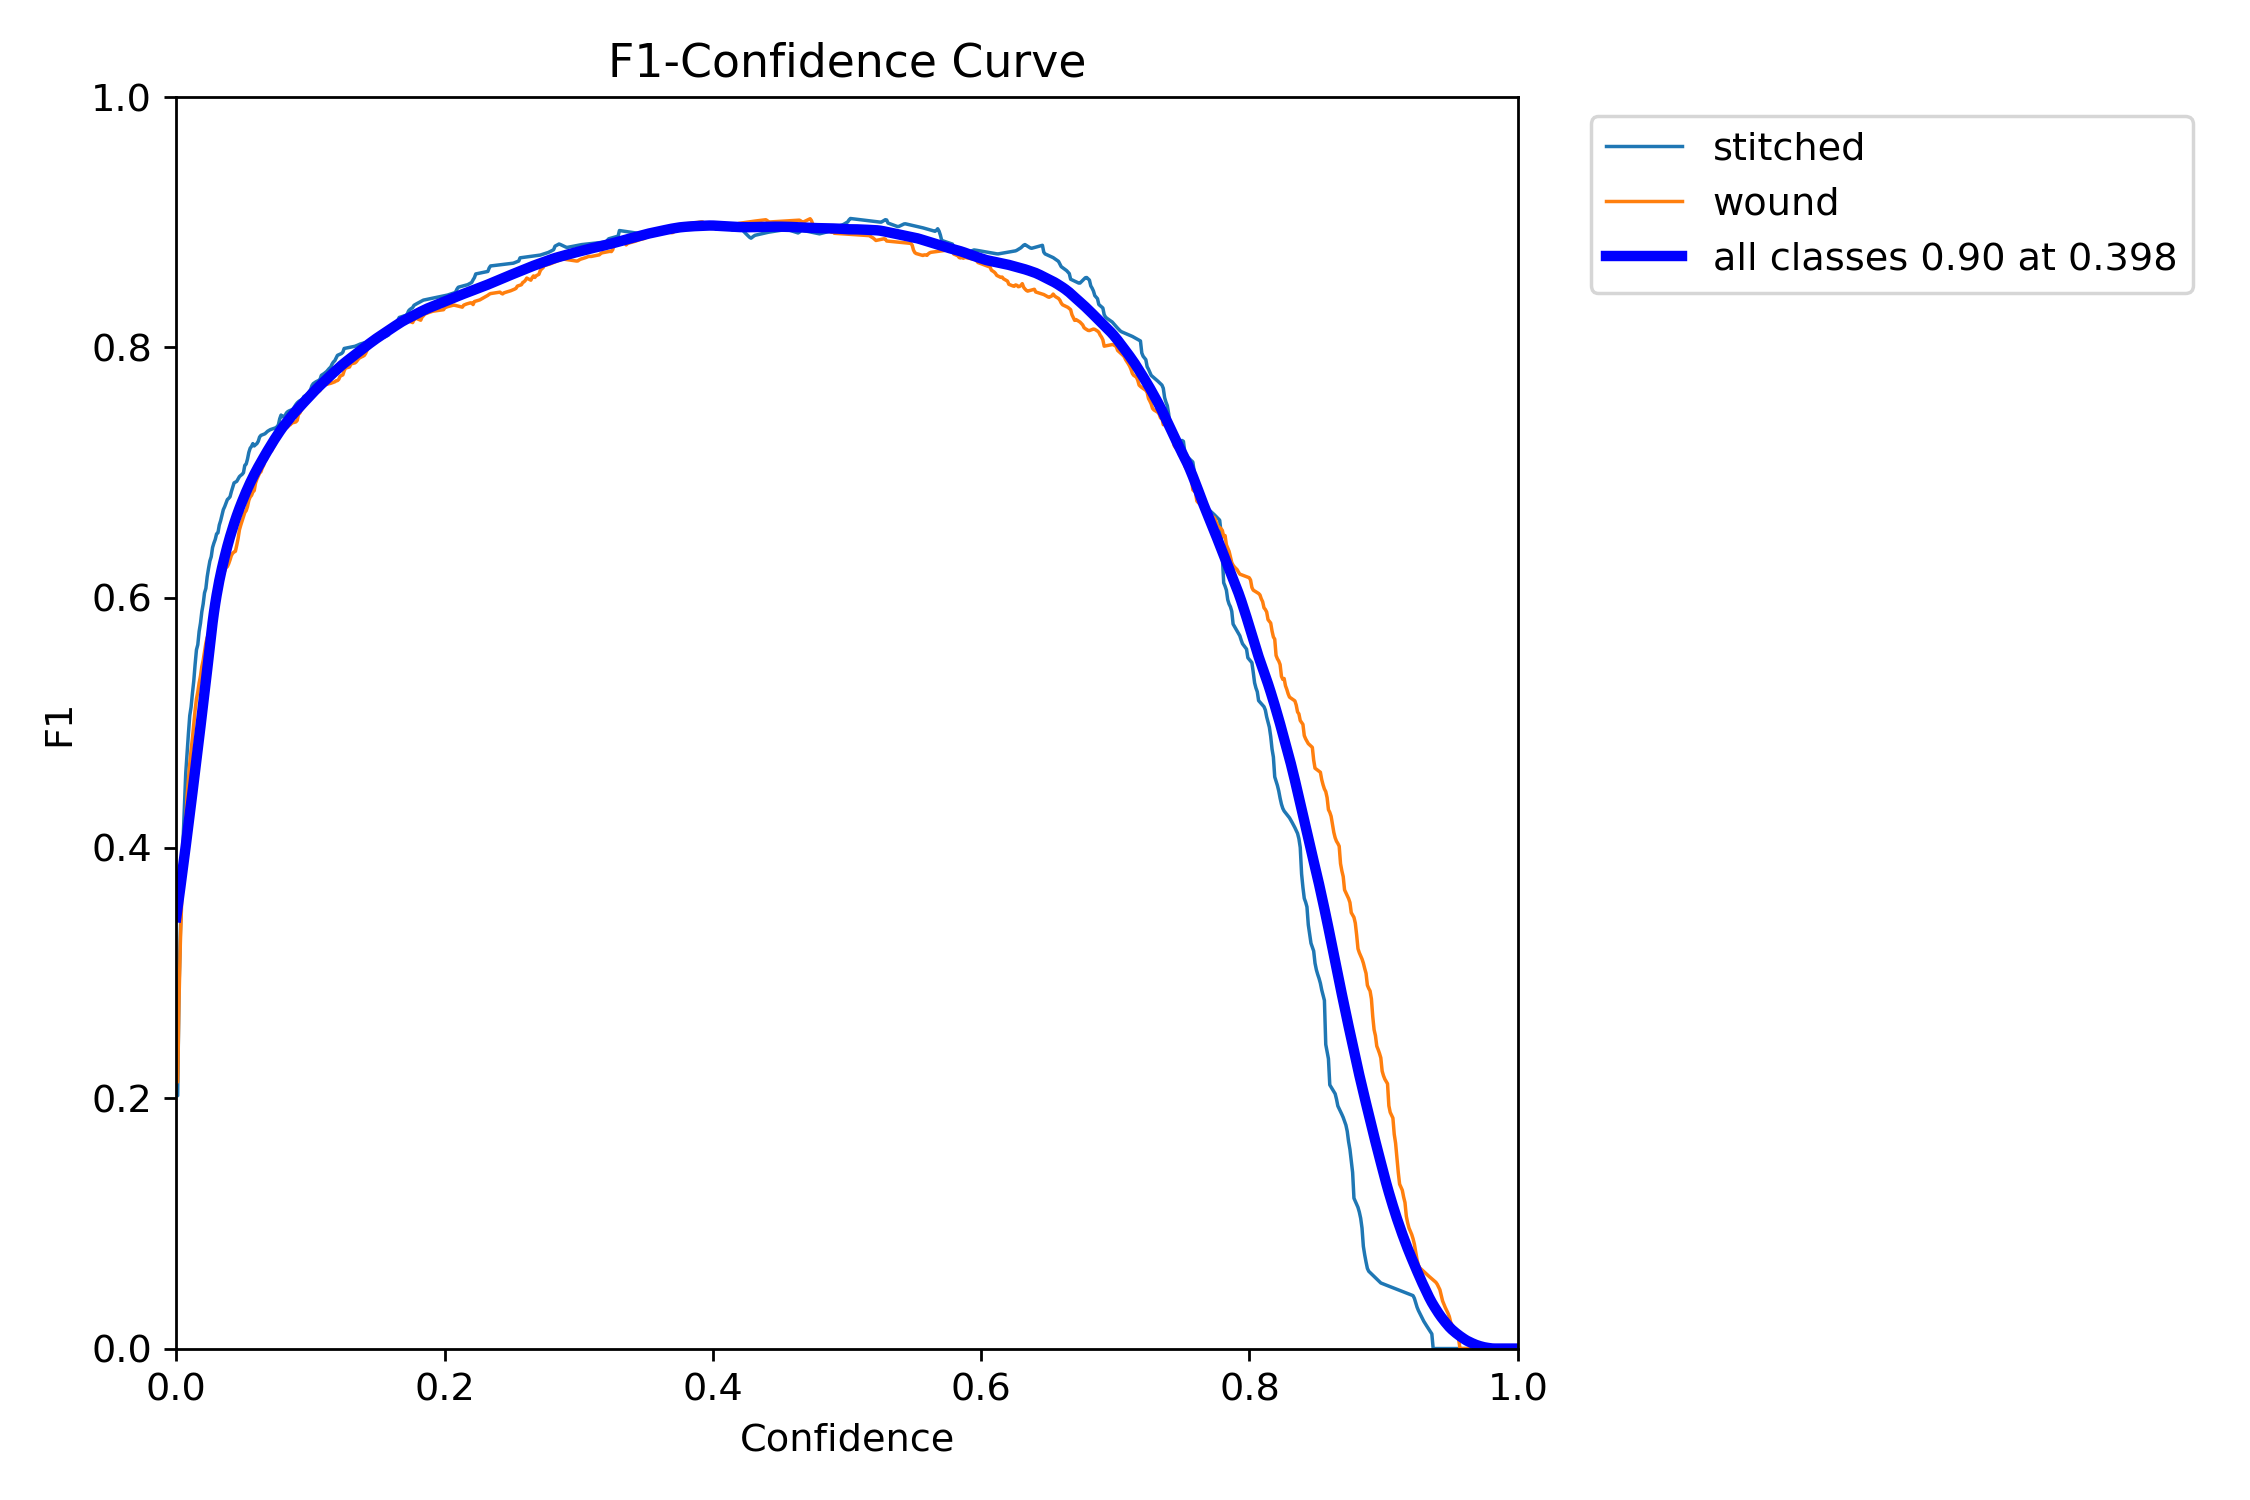 F1-Confidence Curve
1.0
0.8
0.6
0.4
0.2
0.0
F1
0.0 0.2 0.4 0.6 0.8 1.0
Confidence
stitched
wound
all classes 0.90 at 0.398